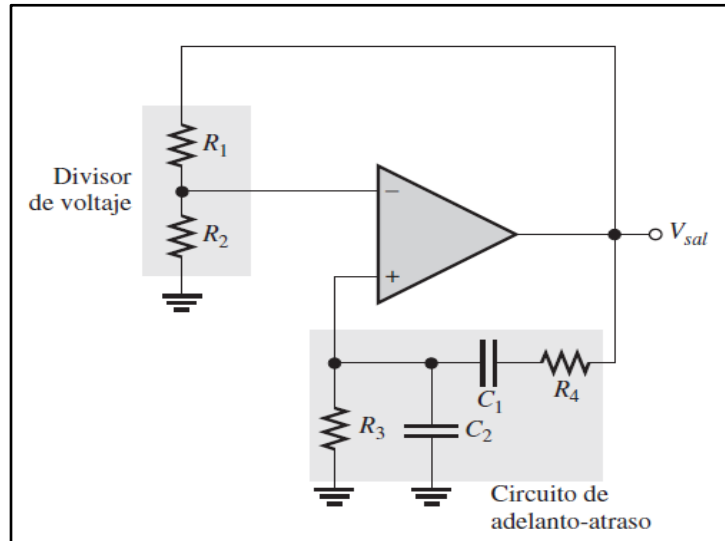 R1
Divisor
de voltaje
R2
−
+
Vsal
C1
R4
R3
C2
Circuito de
adelanto-atraso